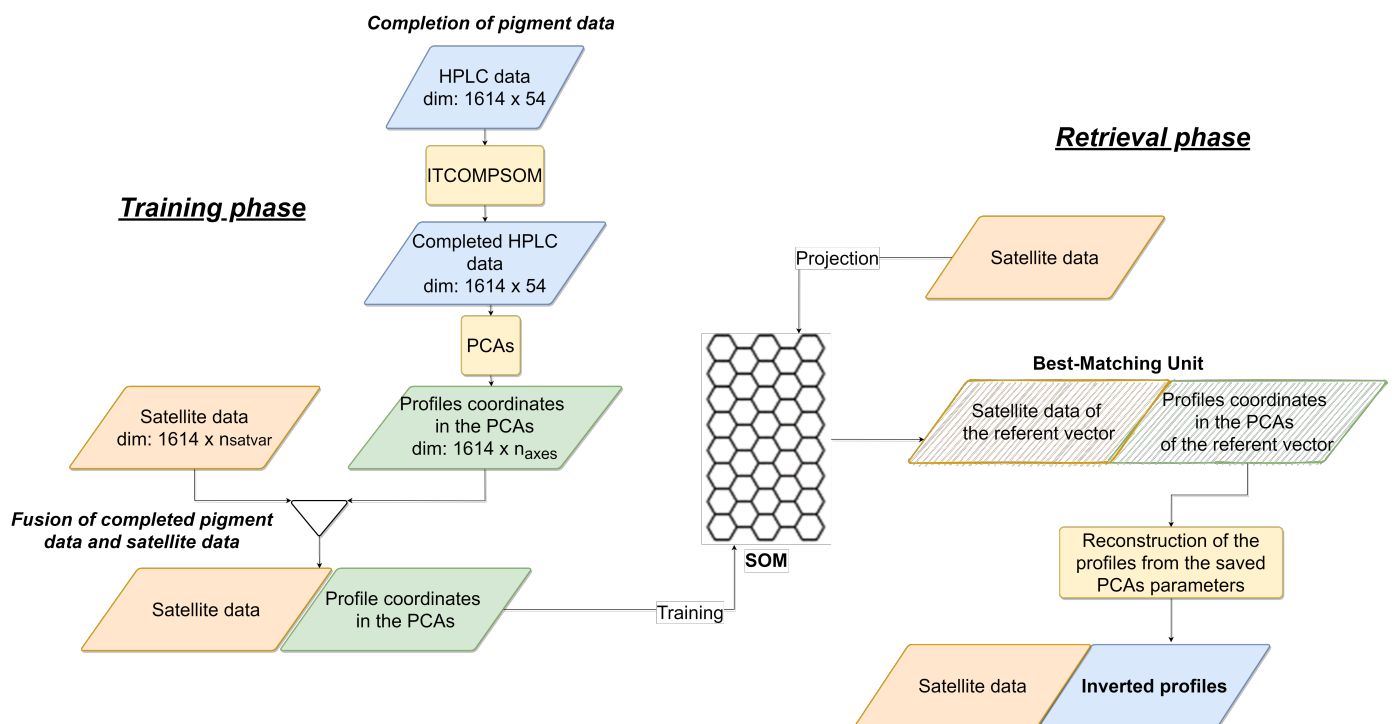 Completion of pigment data
HPLC data
dim: 1614 x 54
ITCOMPSOM
Training phase
Completed HPLC
data
dim: 1614 x 54
PCAs
Satellite data
dim: 1614 x nsatvar
Profiles coordinates
in the PCAs
dim: 1614 x naxes
Fusion of completed pigment
data and satellite data
Satellite data
Profile coordinates
in the PCAs
Training
SOM
Retrieval phase
Projection
Satellite data
Best-Matching Unit
Satellite data of
the referent vector
Profiles coordinates
in the PCAs
of the referent vector
Reconstruction of the
profiles from the saved
PCAs parameters
Satellite data
Inverted profiles